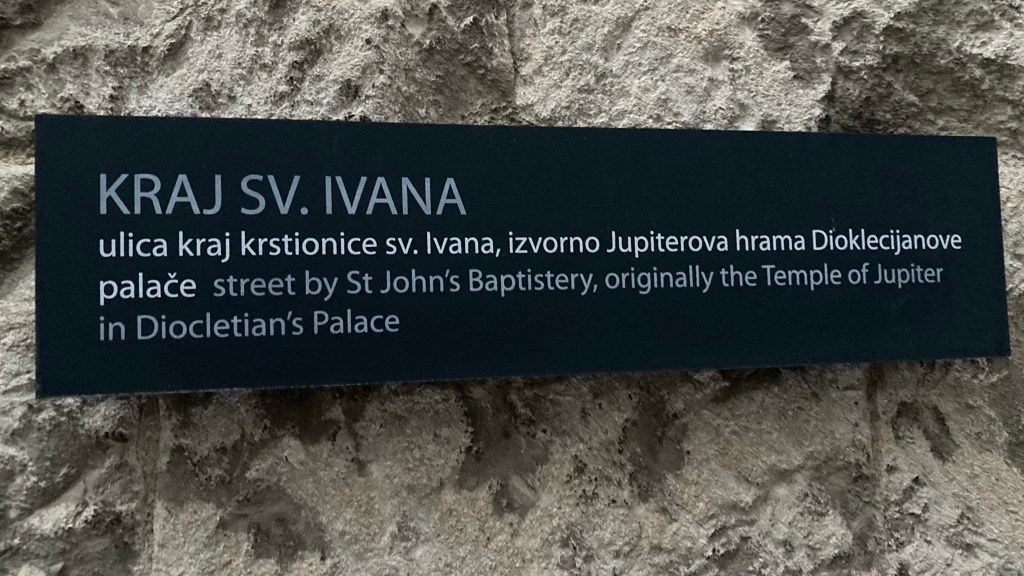 KRAJ SV. IVANA
ulica kraj krstionice sv. Ivana, izvorno Jupiterova hrama Dioklecijanove
palače street by St John's Baptistery, originally the Temple of Jupiter
in Diocletian's Palace